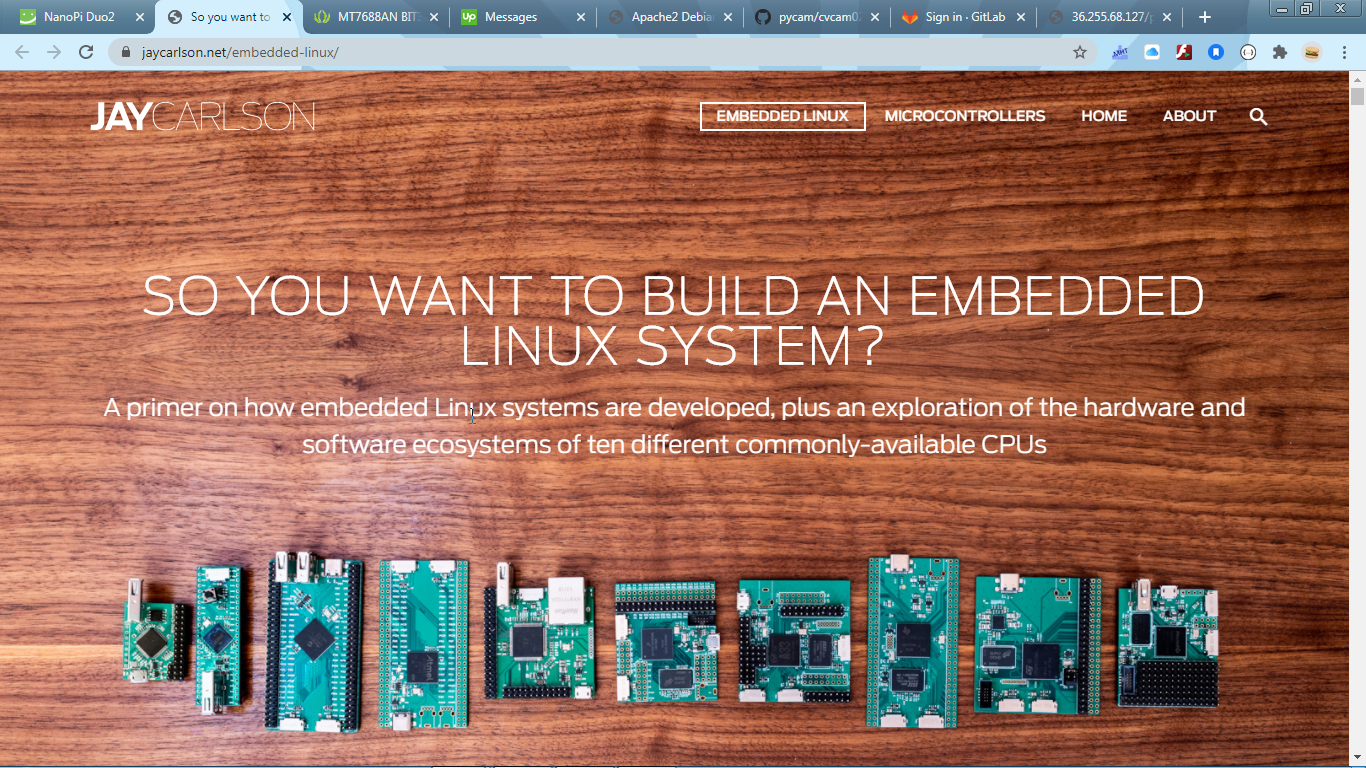 NanoPi Duo2
So you want to
MT7688AN BIT
Messages
Apache2 Debia
pycam/cvcam02
Sign in · GitLab
36.255.68.127/p
jaycarlson.net/embedded-linux/
JAYCARLSON
EMBEDDED LINUX
MICROCONTROLLERS
HOME
ABOUT
SO YOU WANT TO BUILD AN EMBEDDED
LINUX SYSTEM?
A primer on how embedded Linux systems are developed, plus an exploration of the hardware and
software ecosystems of ten different commonly-available CPUs